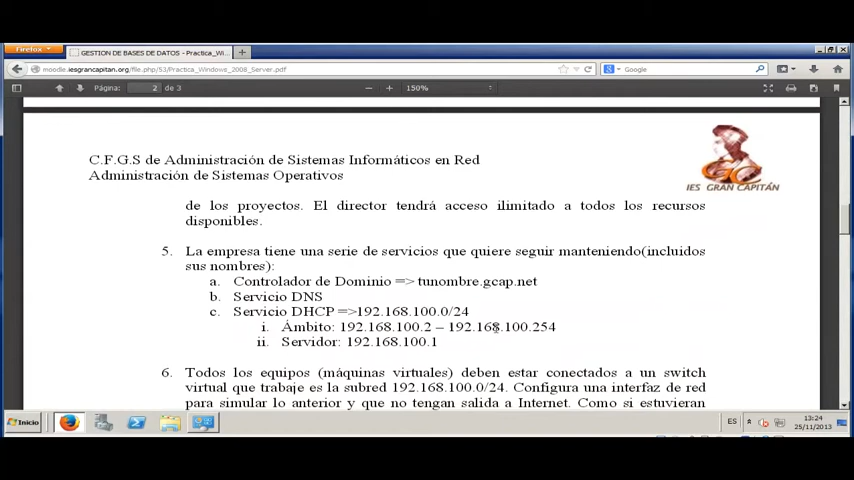 Firefox
GESTION DE BASES DE DATOS - Practica_Wi...
moodle.iesgrancapitan.org/file.php/53/Practica_Windows_2008_Server.pdf
Google
Página: 2 de 3
150%
C.F.G.S de Administración de Sistemas Informáticos en Red
Administración de Sistemas Operativos
IES GRAN CAPITÁN
de los proyectos. El director tendrá acceso ilimitado a todos los recursos
disponibles.
5. La empresa tiene una serie de servicios que quiere seguir manteniendo(incluidos
sus nombres):
a. Controlador de Dominio => tunombre.gcap.net
b. Servicio DNS
c. Servicio DHCP =>192.168.100.0/24
i. Ámbito: 192.168.100.2 – 192.168.100.254
ii. Servidor: 192.168.100.1
6. Todos los equipos (máquinas virtuales) deben estar conectados a un switch
virtual que trabaje es la subred 192.168.100.0/24. Configura una interfaz de red
para simular lo anterior y que no tengan salida a Internet. Como si estuvieran
Inicio
ES
13:24
25/11/2013